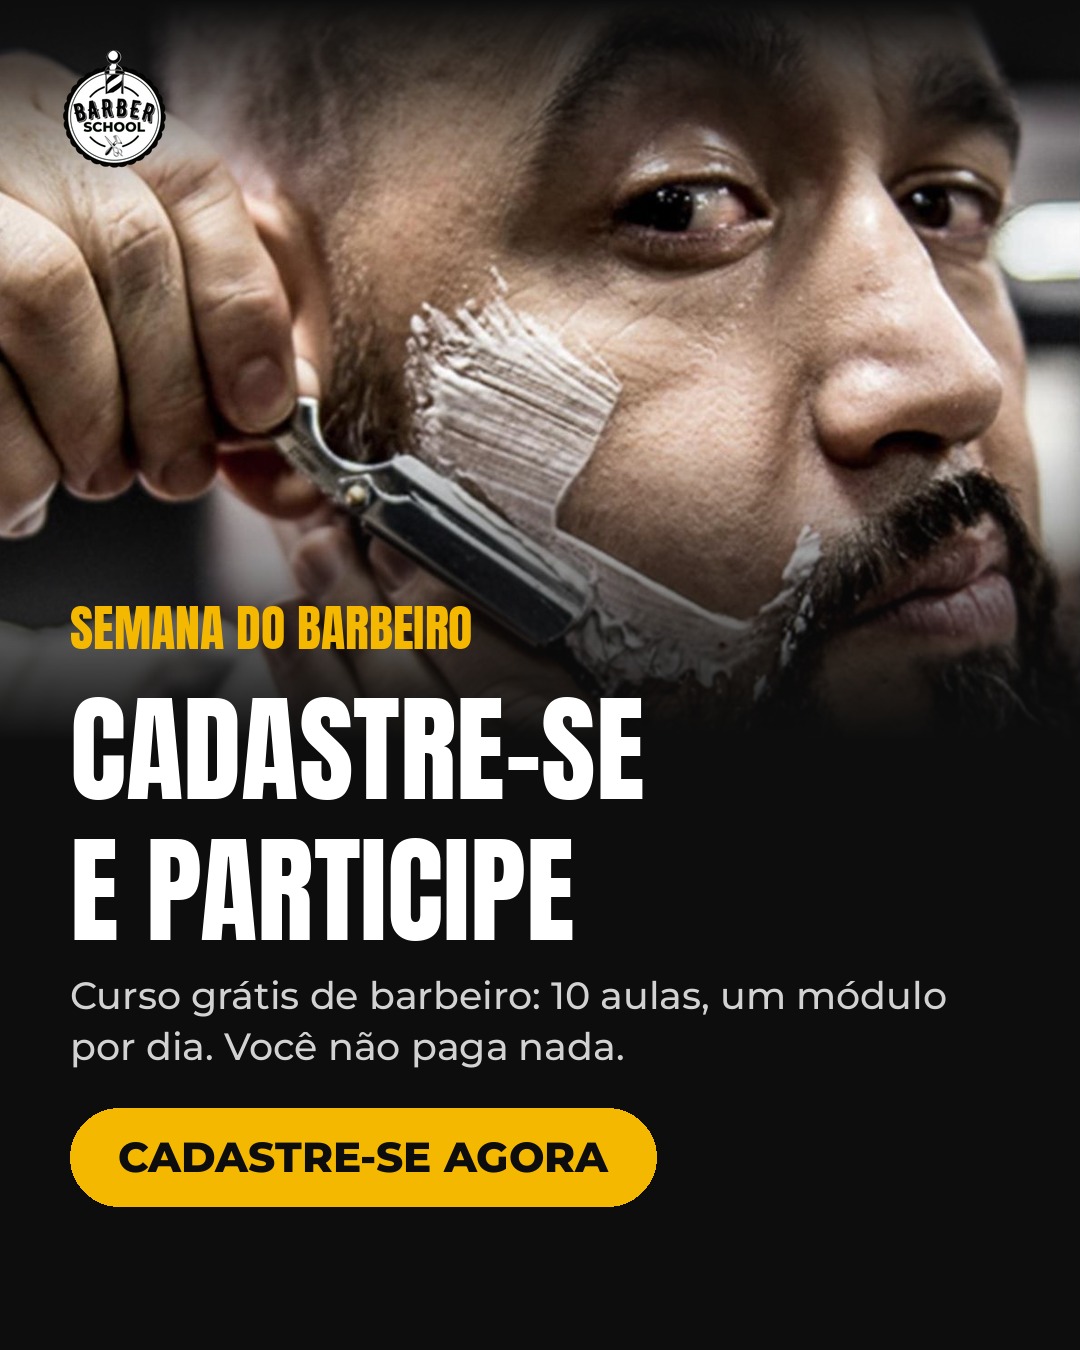 BARBER
SCHOOL
SEMANA DO BARBEIRO
CADASTRE-SE
E PARTICIPE
Curso grátis de barbeiro: 10 aulas, um módulo
por dia. Você não paga nada.
CADASTRE-SE AGORA